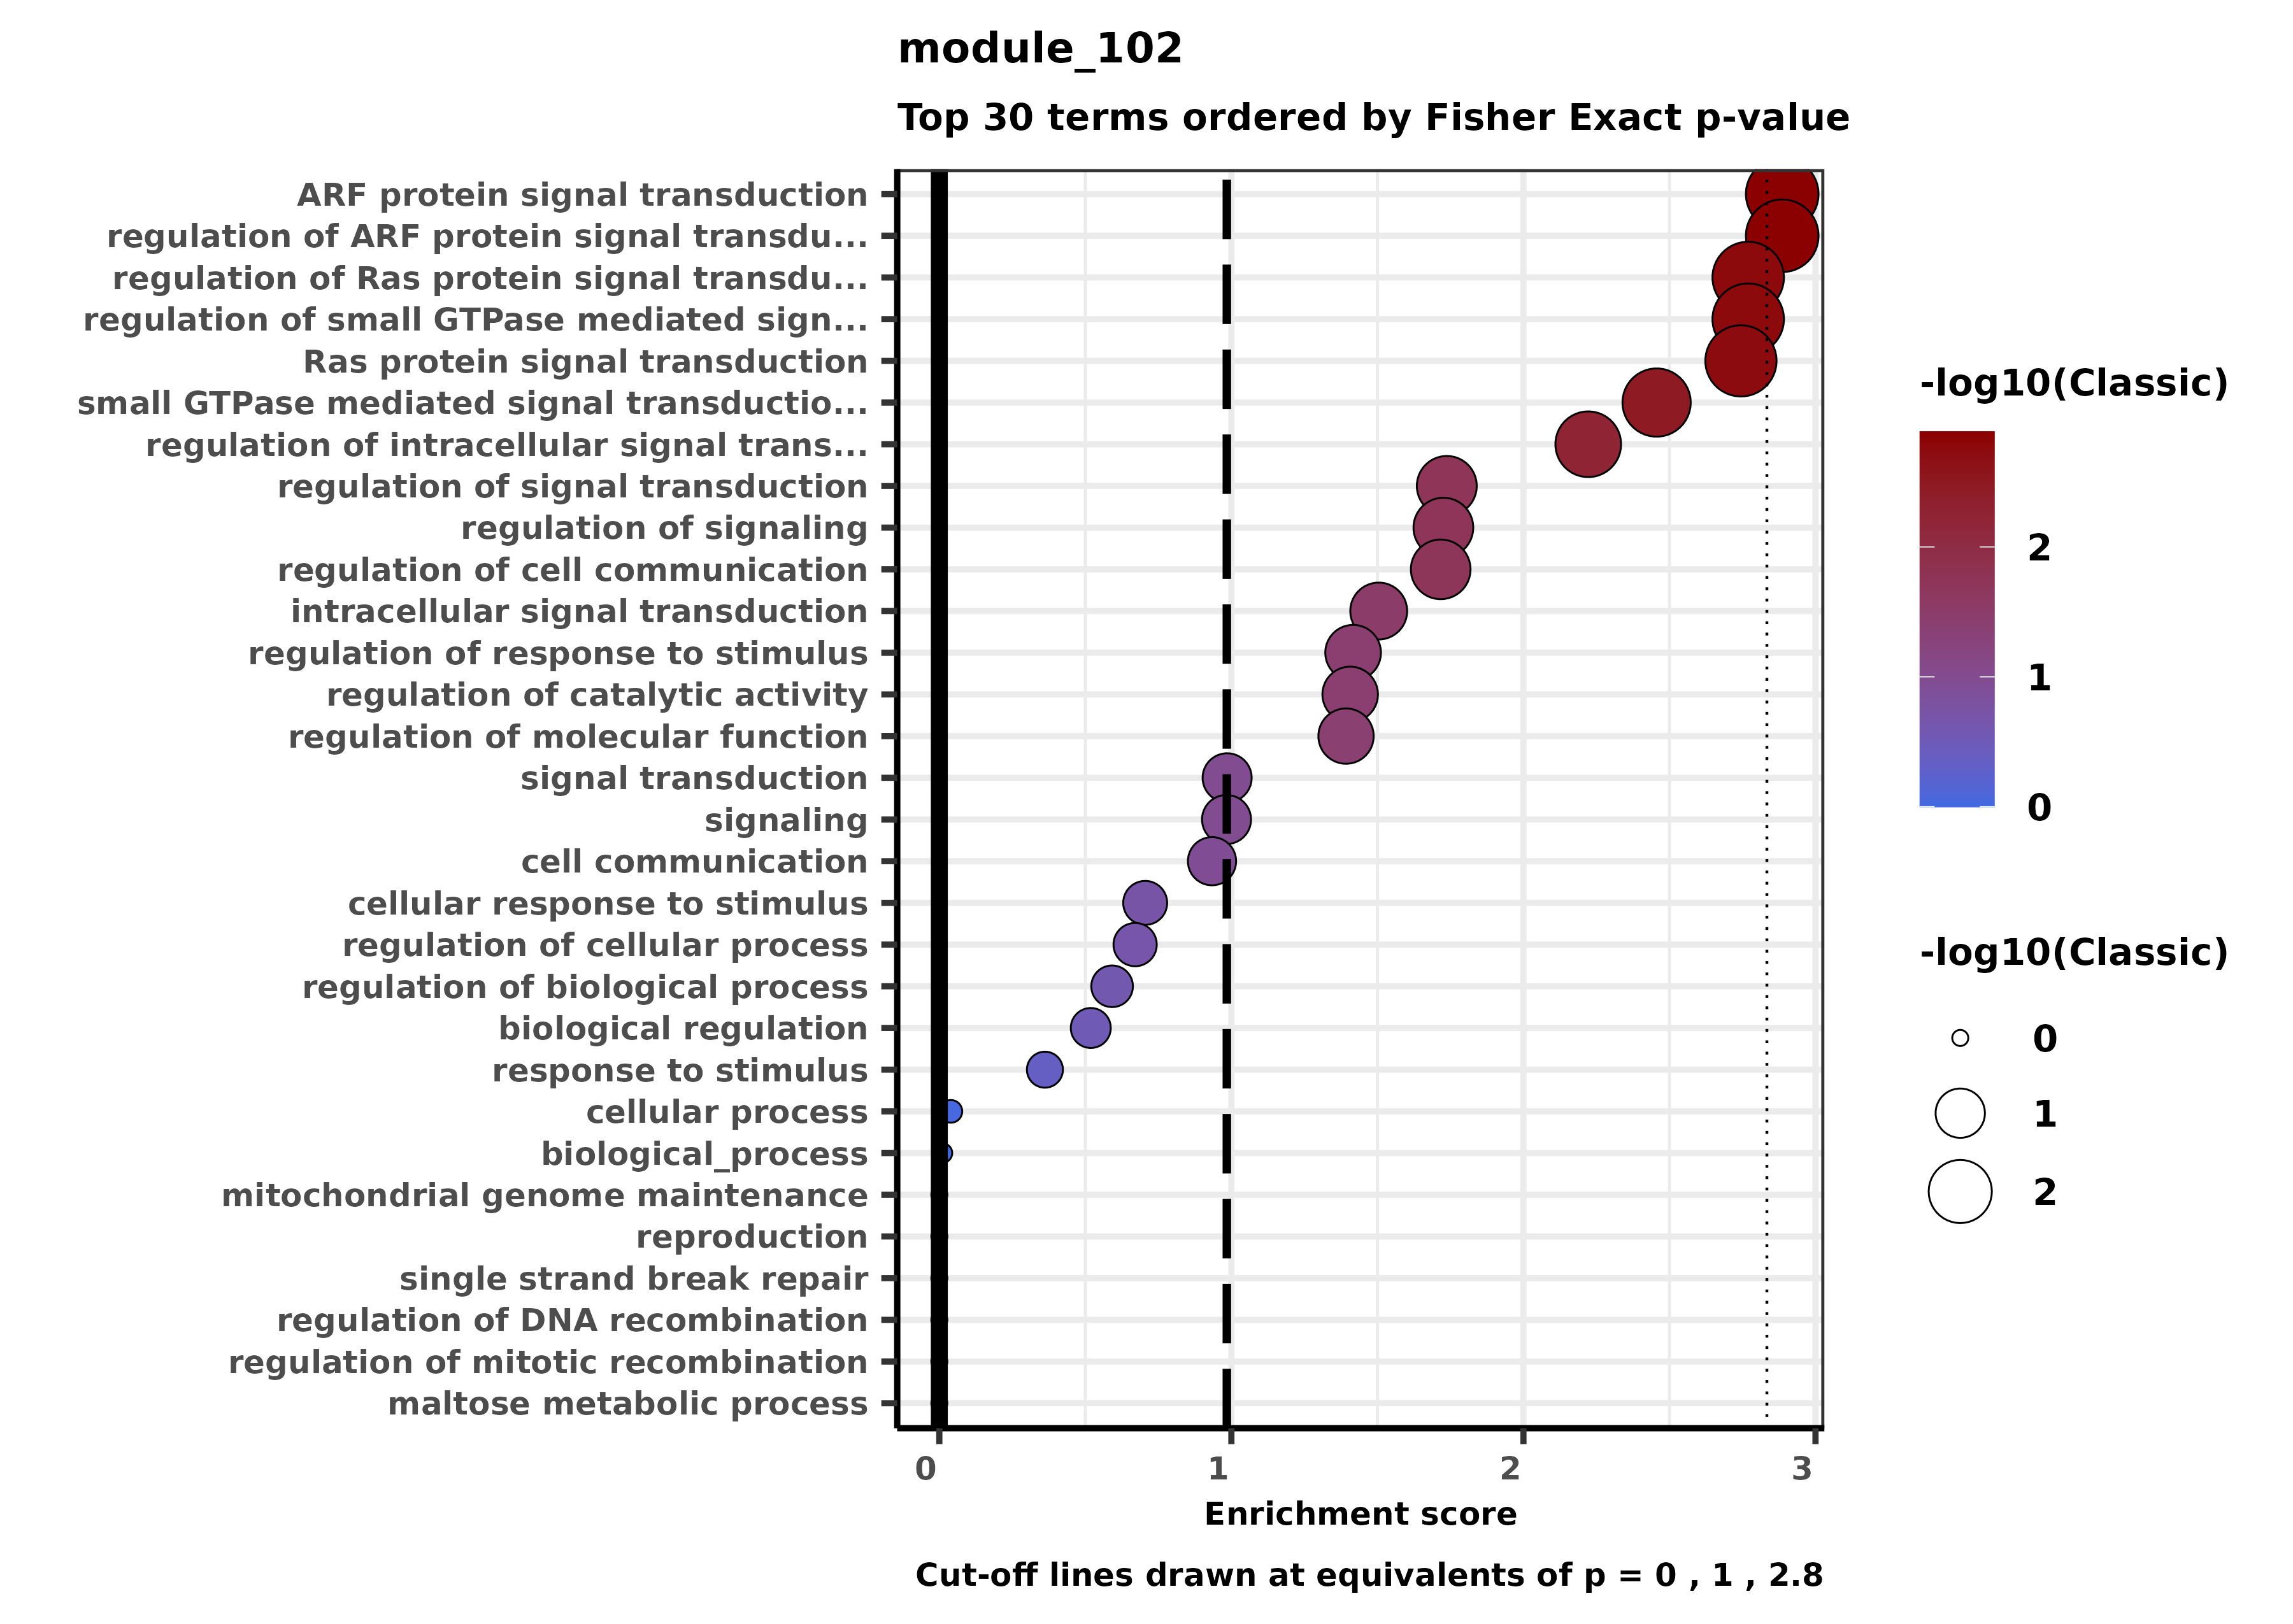 module_102
Top 30 terms ordered by Fisher Exact p-value
ARF protein signal transduction
regulation of ARF protein signal transdu...
regulation of Ras protein signal transdu...
regulation of small GTPase mediated sign...
Ras protein signal transduction
small GTPase mediated signal transductio...
regulation of intracellular signal trans...
regulation of signal transduction
regulation of signaling
regulation of cell communication
intracellular signal transduction
regulation of response to stimulus
regulation of catalytic activity
regulation of molecular function
signal transduction
signaling
cell communication
cellular response to stimulus
regulation of cellular process
regulation of biological process
biological regulation
response to stimulus
cellular process
biological_process
mitochondrial genome maintenance
reproduction
single strand break repair
regulation of DNA recombination
regulation of mitotic recombination
maltose metabolic process
0 1 2 3
Enrichment score
Cut-off lines drawn at equivalents of p = 0 , 1 , 2.8
-log10(Classic)
2
1
0
-log10(Classic)
0
1
2